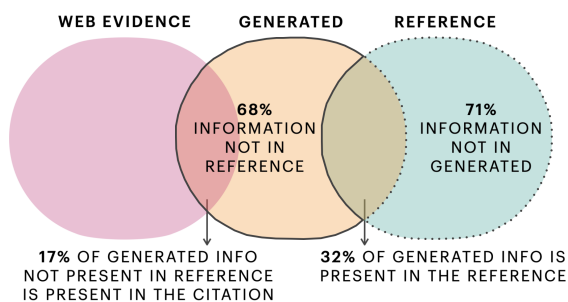 WEB EVIDENCE
GENERATED
REFERENCE
68%
INFORMATION
NOT IN
REFERENCE
71%
INFORMATION
NOT IN
GENERATED
17% OF GENERATED INFO
NOT PRESENT IN REFERENCE
IS PRESENT IN THE CITATION
32% OF GENERATED INFO IS
PRESENT IN THE REFERENCE